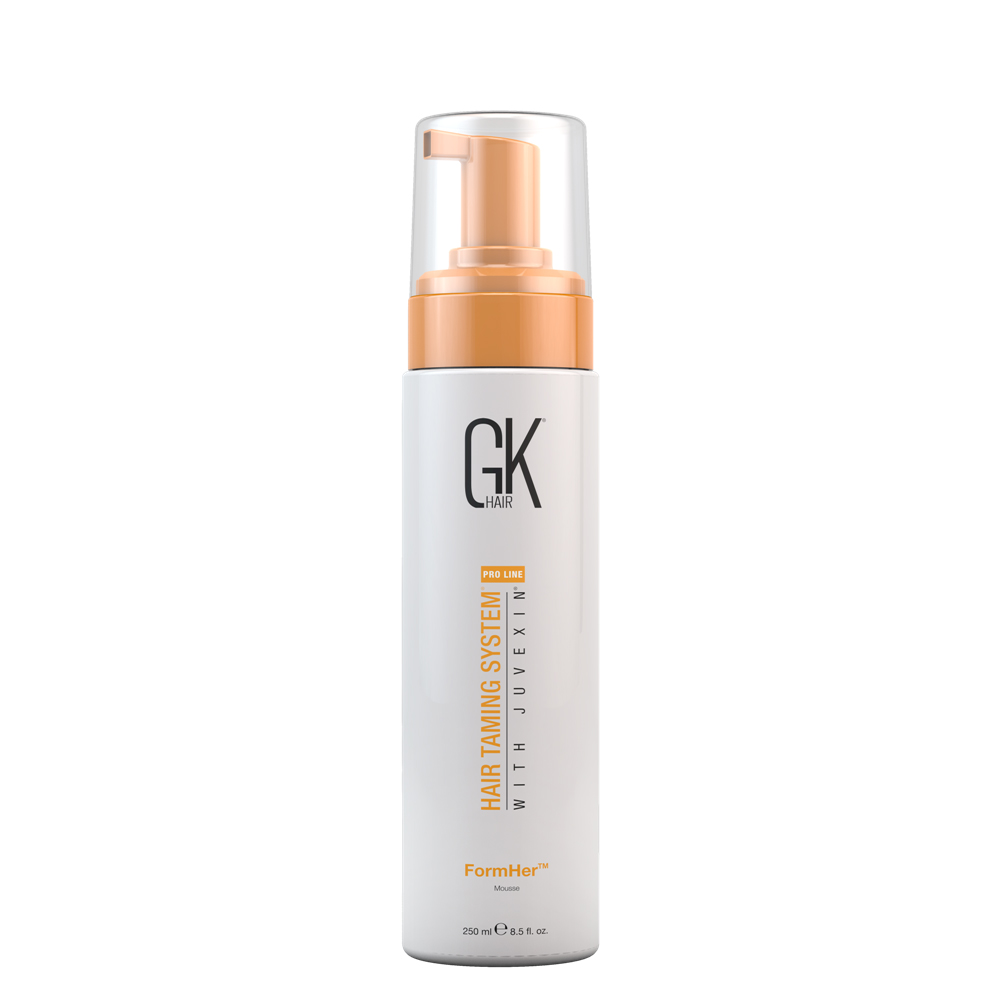 GK®
HAIR
PRO LINE
HAIR TAMING SYSTEM®
WITH JUVEXIN®
FormHer™
Mousse
250 ml ℮ 8.5 fl. oz.